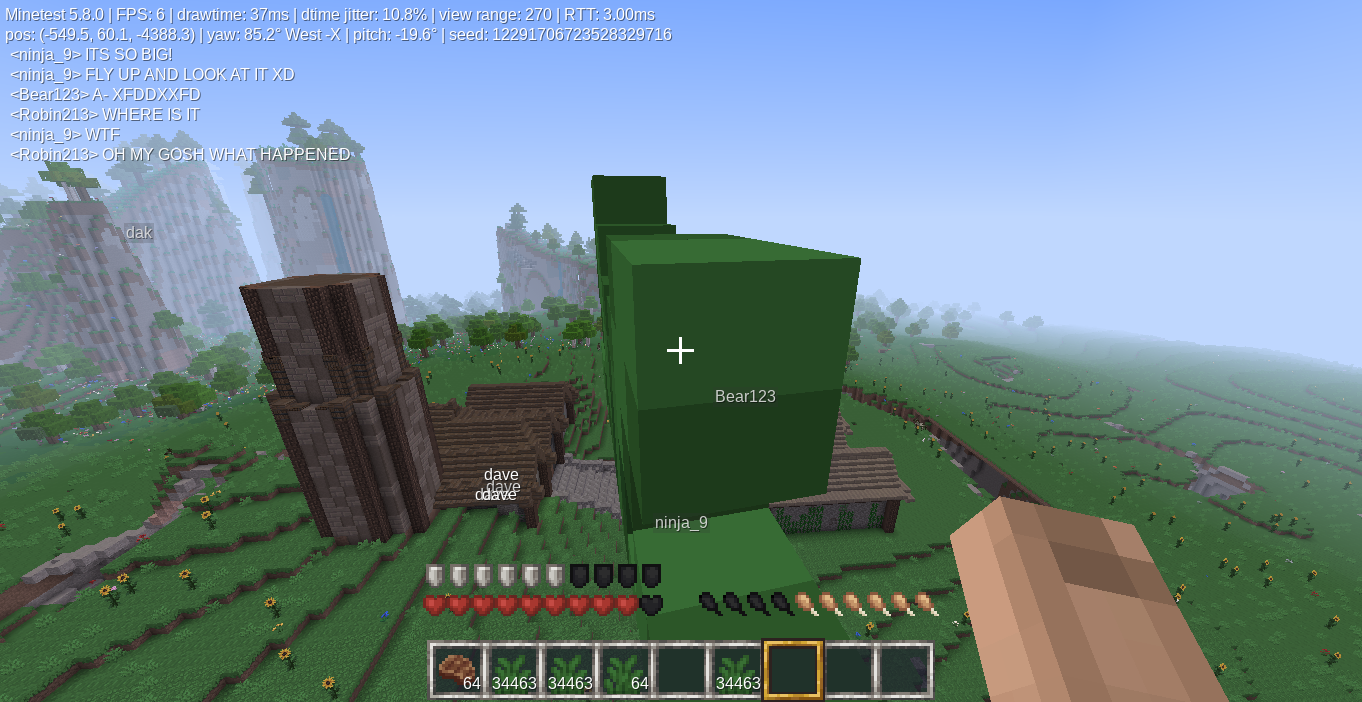 Minetest 5.8.0 | FPS: 6 | drawtime: 37ms | dtime jitter: 10.8% | view range: 270 | RTT: 3.00ms
pos: (-549.5, 60.1, -4388.3) | yaw: 85.2° West -X | pitch: -19.6° | seed: 12291706723528329716
<ninja_9> ITS SO BIG!
<ninja_9> FLY UP AND LOOK AT IT XD
<Bear123> A- XFDDXXFD
<Robin213> WHERE IS IT
<ninja_9> WTF
<Robin213> OH MY GOSH WHAT HAPPENED
dak
Bear123
dave
dave
dave
ninja_9
64 34463 34463 64 34463